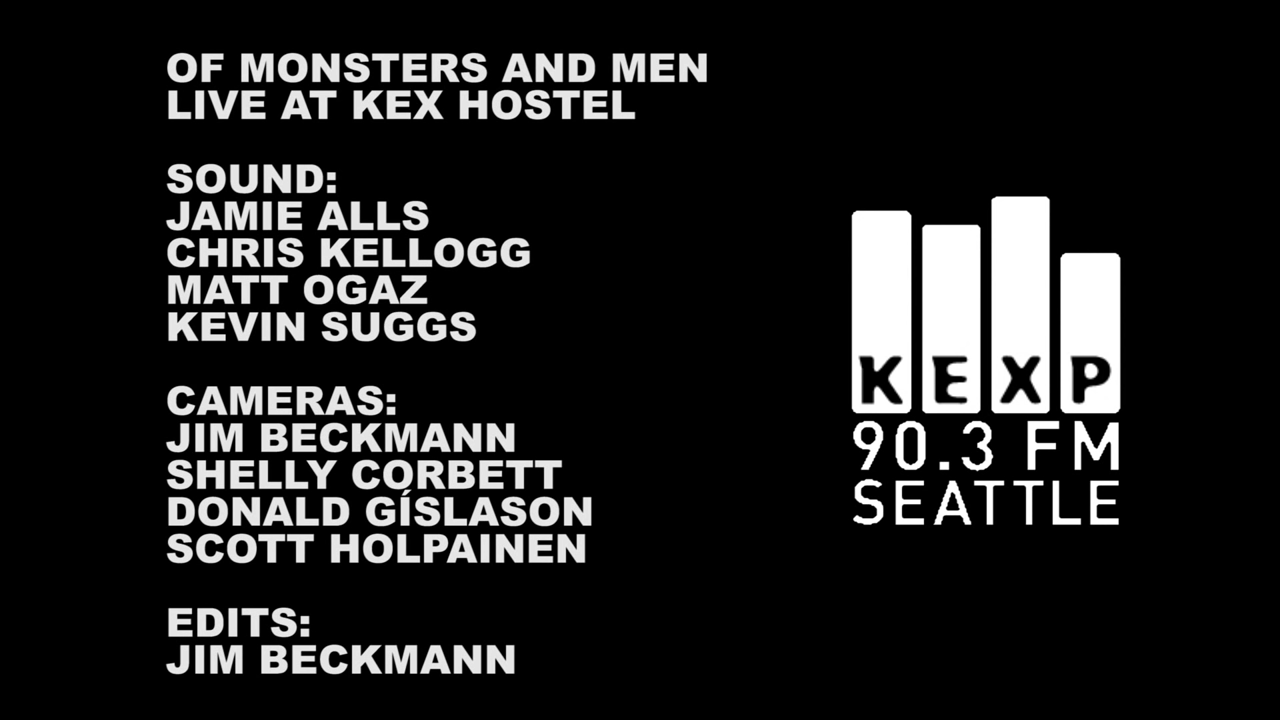 OF MONSTERS AND MEN
LIVE AT KEX HOSTEL
SOUND:
JAMIE ALLS
CHRIS KELLOGG
MATT OGAZ
KEVIN SUGGS
CAMERAS:
JIM BECKMANN
SHELLY CORBETT
DONALD GÍSLASON
SCOTT HOLPAINEN
EDITS:
JIM BECKMANN
KEXP
90.3 FM
SEATTLE